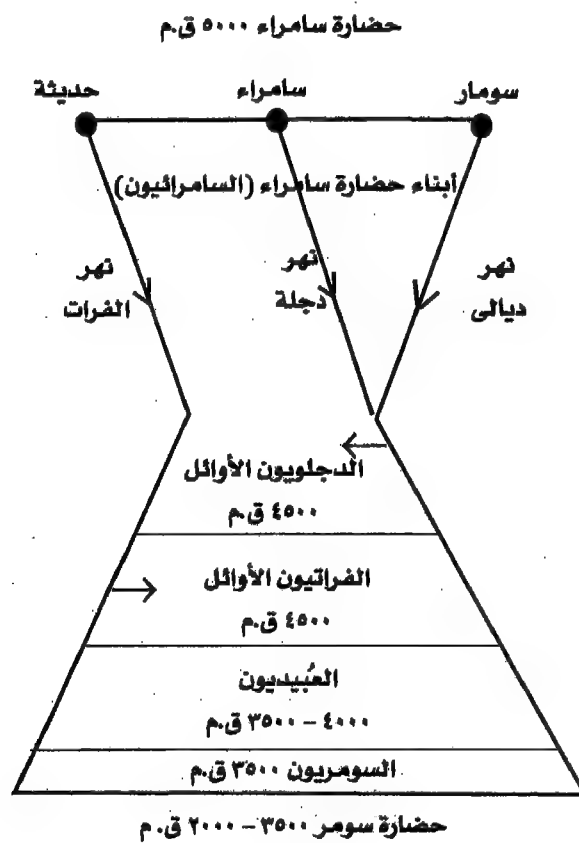 حضارة سامراء ٥٠٠٠ ق.م
سومار
سامراء
حديثة
أبناء حضارة سامراء (السامرائيون)
نهر
ديالى
نهر
دجلة
نهر
الفرات
الدجلويون الأوائل
٤٥٠٠ ق.م
الفراتيون الأوائل
٤٥٠٠ ق.م
العُبيديون
٤٠٠٠ – ٣٥٠٠ ق.م
السومريون ٣٥٠٠ ق.م
حضارة سومر ٣٥٠٠ – ٢٠٠٠ ق.م